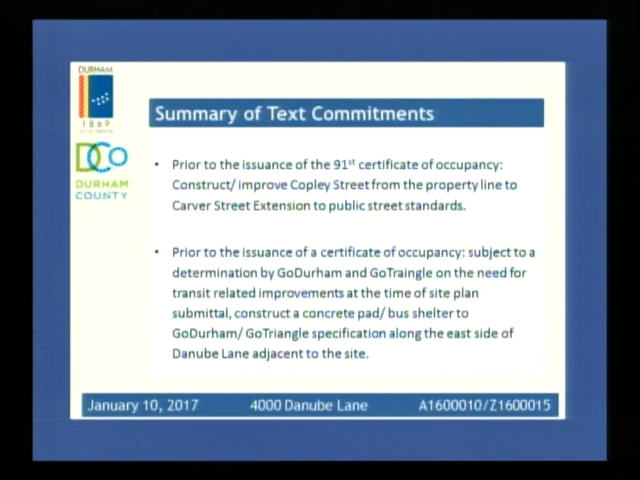 DURHAM
1869
DCO
DURHAM
COUNTY
Summary of Text Commitments
• Prior to the issuance of the 91st certificate of occupancy:
Construct/ improve Copley Street from the property line to
Carver Street Extension to public street standards.
• Prior to the issuance of a certificate of occupancy: subject to a
determination by GoDurham and GoTraingle on the need for
transit related improvements at the time of site plan
submittal, construct a concrete pad/ bus shelter to
GoDurham/ GoTriangle specification along the east side of
Danube Lane adjacent to the site.
January 10, 2017 4000 Danube Lane A1600010/Z1600015